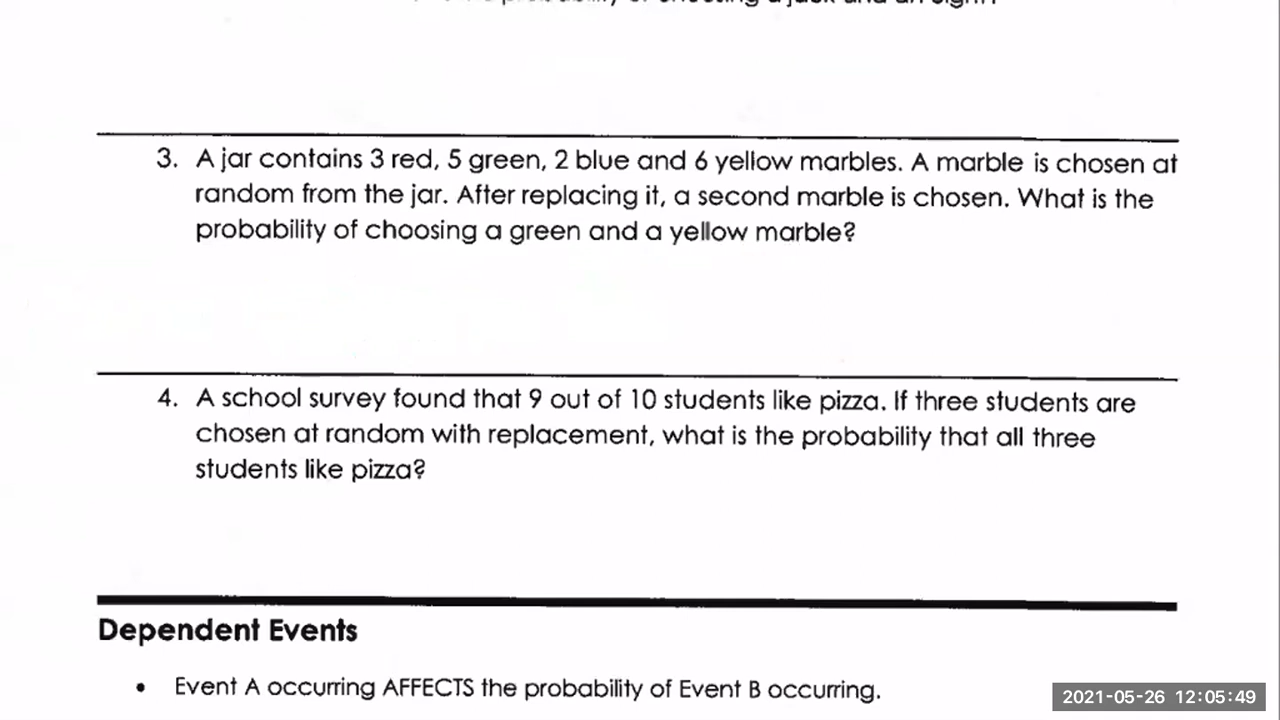 3. A jar contains 3 red, 5 green, 2 blue and 6 yellow marbles. A marble is chosen at
random from the jar. After replacing it, a second marble is chosen. What is the
probability of choosing a green and a yellow marble?
4. A school survey found that 9 out of 10 students like pizza. If three students are
chosen at random with replacement, what is the probability that all three
students like pizza?
Dependent Events
• Event A occurring AFFECTS the probability of Event B occurring.
2021-05-26 12:05:49